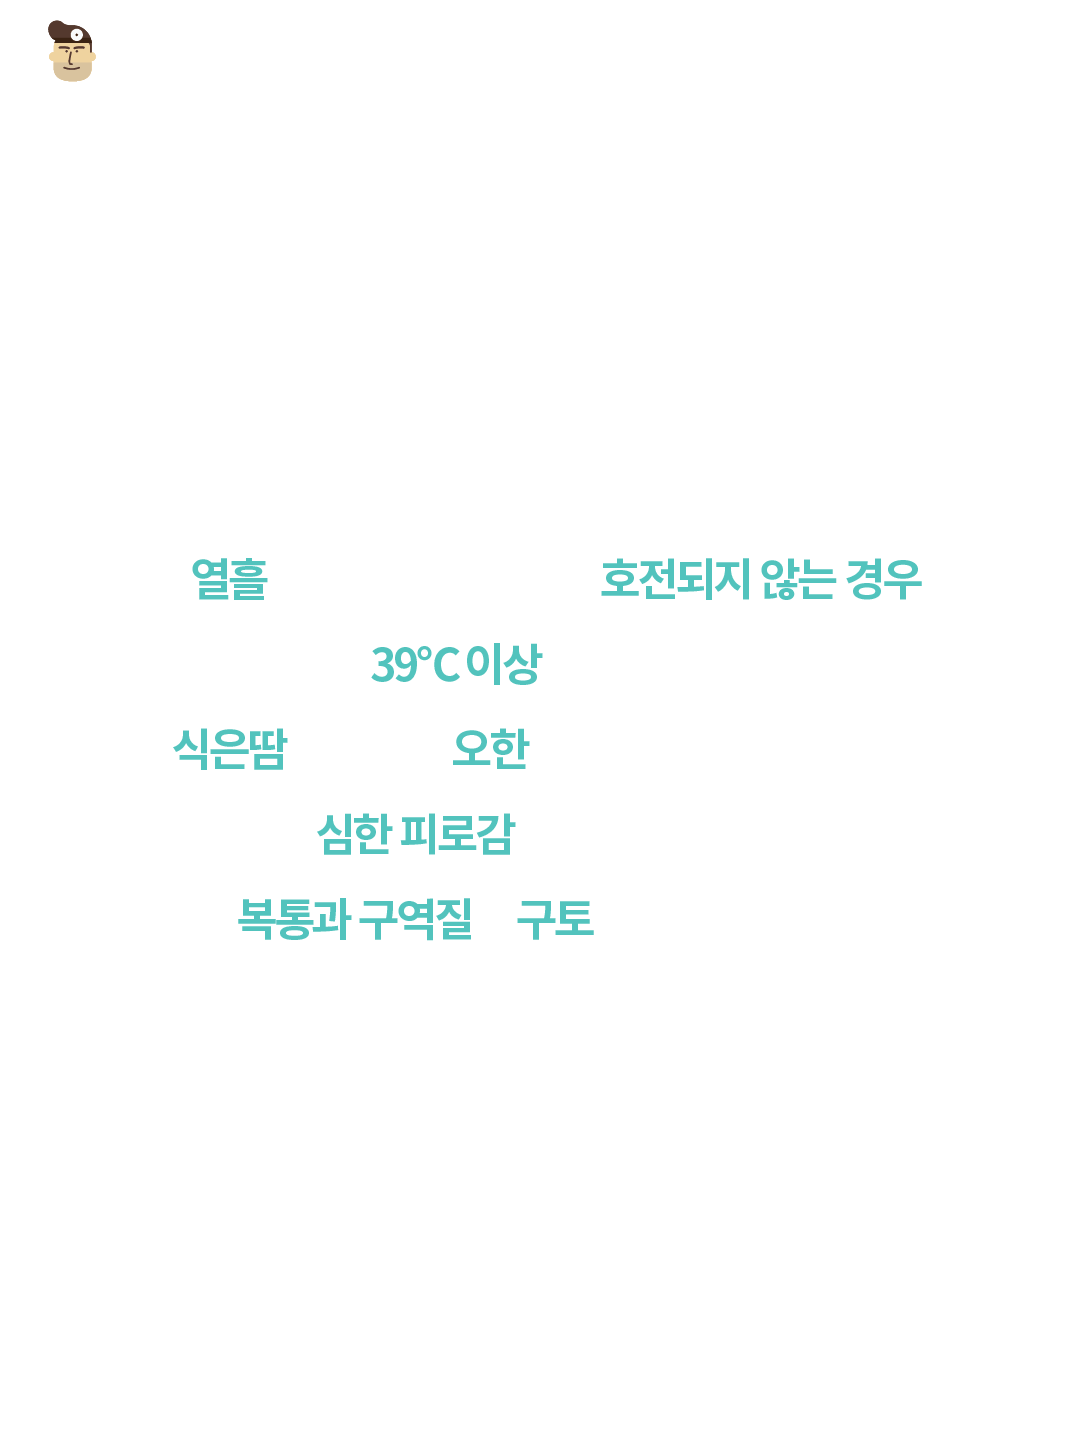 열흘 호전되지 않는 경우
39℃ 이상
식은땀 오한
심한 피로감
복통과 구역질 구토